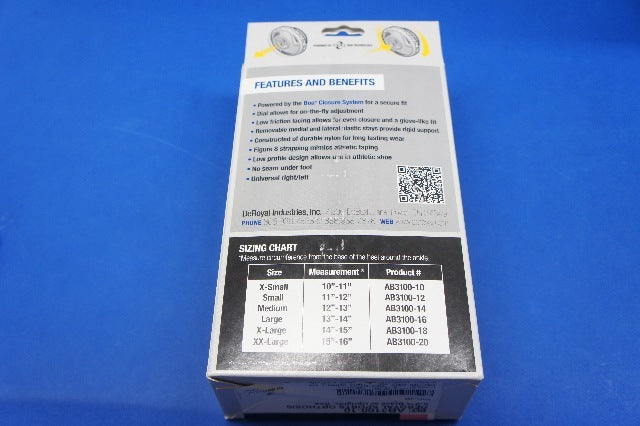 FEATURES AND BENEFITS
• Powered by the Boa® Closure System for a secure fit
• Dial allows for on-the-fly adjustment
• Low friction lacing allows for even closure and a glove-like fit
• Removable medial and lateral plastic stays provide rigid support
• Constructed of durable nylon for long lasting wear
• Figure 8 strapping mimics athletic taping
• Low profile design allows use in athletic shoe
• No seam under foot
• Universal right/left
DeRoyal Industries, Inc.
PHONE WEB
SIZING CHART
*Measure circumference from the base of the heel around the ankle.
Size Measurement * Product #
X-Small 10"-11" AB3100-10
Small 11"-12" AB3100-12
Medium 12"-13" AB3100-14
Large 13"-14" AB3100-16
X-Large 14"-15" AB3100-18
XX-Large 15"-16" AB3100-20